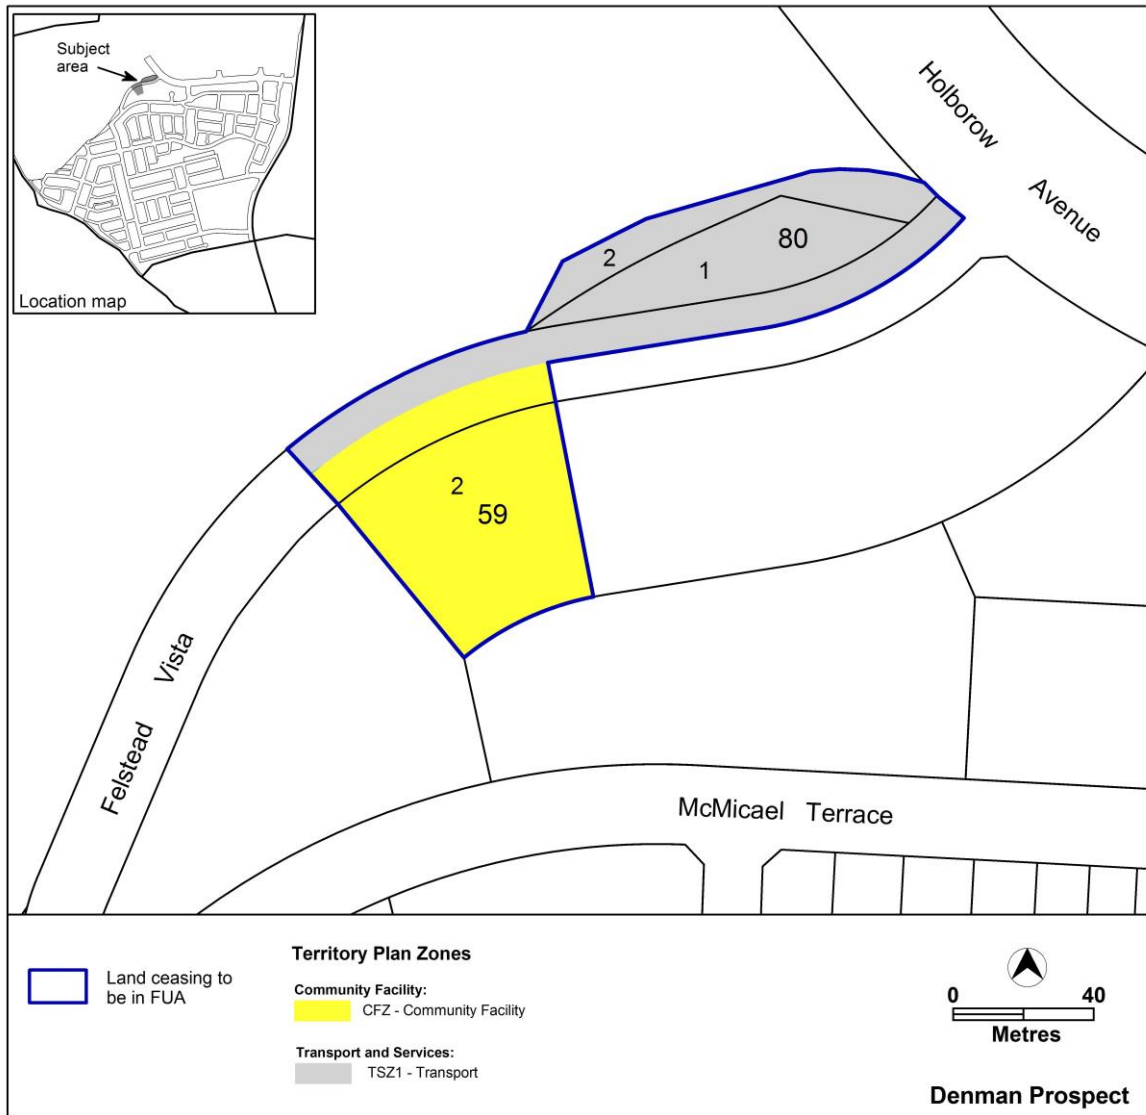 Subject
area
Location map
Holborow
Avenue
2
80
1
2
59
Felstead Vista
McMicael Terrace
Land ceasing to
be in FUA
Territory Plan Zones
Community Facility:
CFZ - Community Facility
Transport and Services:
TSZ1 - Transport
0 40
Metres
Denman Prospect